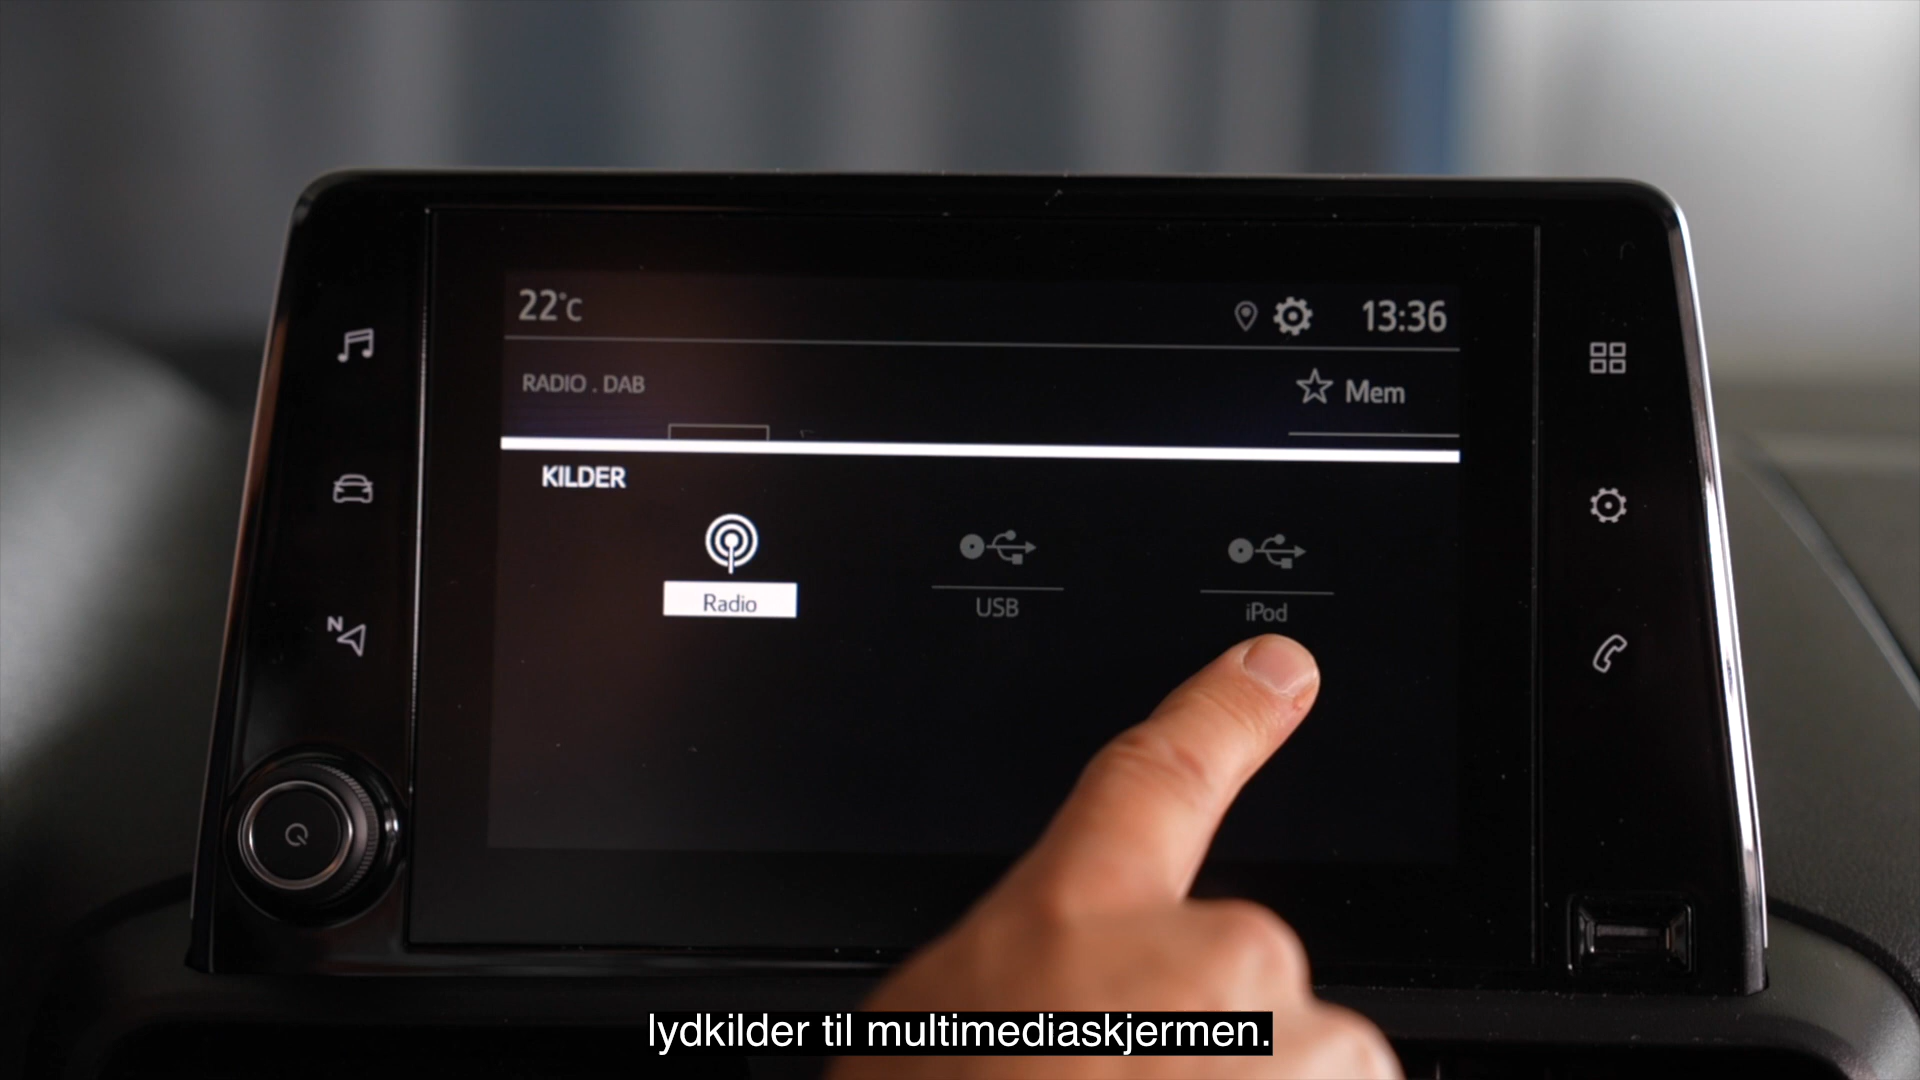 22°C
13:36
RADIO . DAB
Mem
KILDER
Radio
USB
iPod
N
lydkilder til multimediaskjermen.